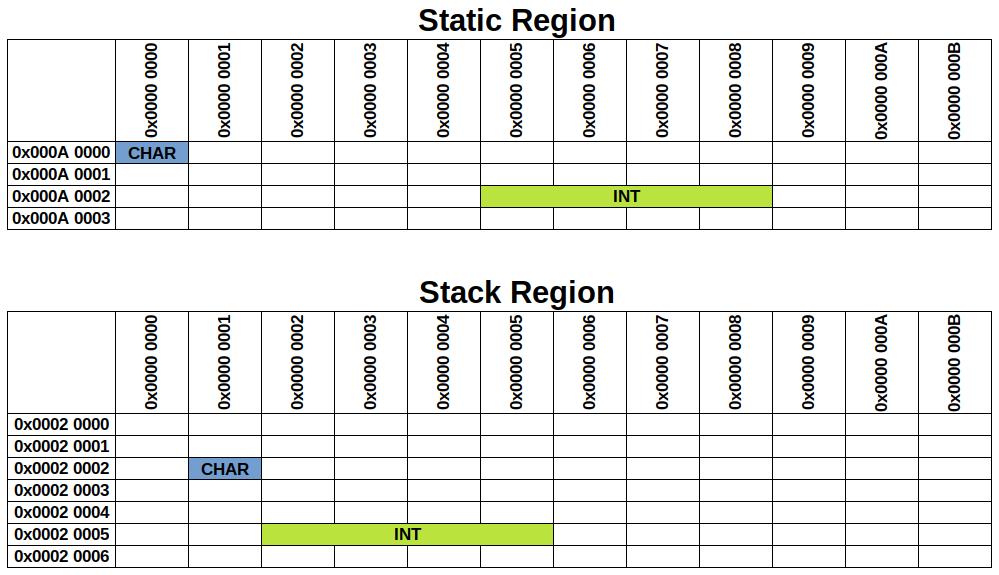 Static Region
0x0000 0000 0x0000 0001 0x0000 0002 0x0000 0003 0x0000 0004 0x0000 0005 0x0000 0006 0x0000 0007 0x0000 0008 0x0000 0009 0x0000 000A 0x0000 000B
0x000A 0000 CHAR
0x000A 0001
0x000A 0002 INT
0x000A 0003
Stack Region
0x0000 0000 0x0000 0001 0x0000 0002 0x0000 0003 0x0000 0004 0x0000 0005 0x0000 0006 0x0000 0007 0x0000 0008 0x0000 0009 0x0000 000A 0x0000 000B
0x0002 0000
0x0002 0001
0x0002 0002 CHAR
0x0002 0003
0x0002 0004
0x0002 0005 INT
0x0002 0006